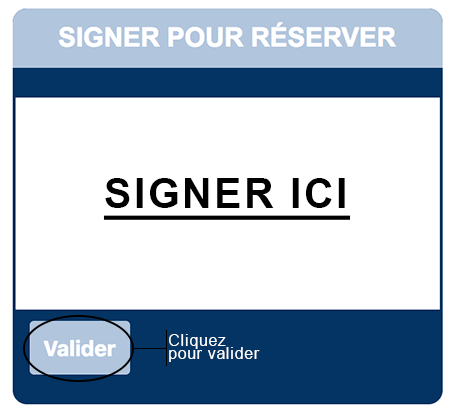 SIGNER POUR RÉSERVER
SIGNER ICI
Valider
Cliquez
pour valider